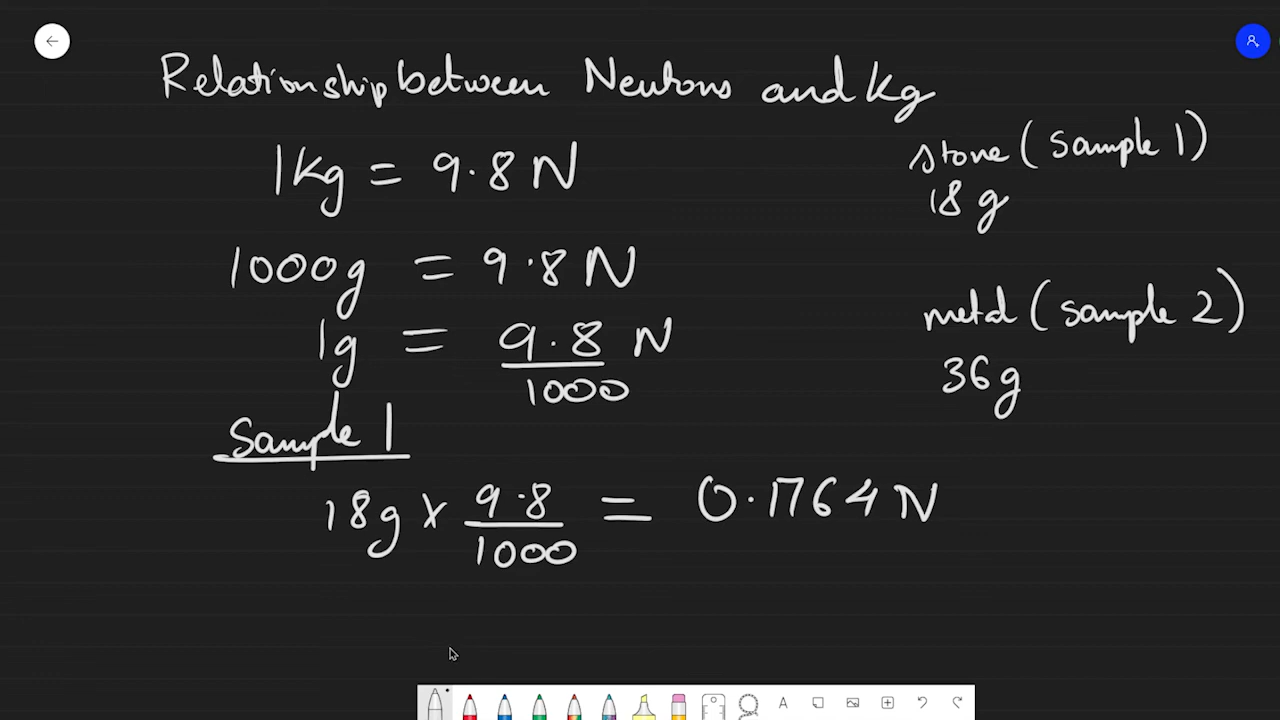 Relationship between Newtons and kg
1Kg = 9.8 N
1000g = 9.8 N
1g = 9.8/1000 N
Sample 1
18g x 9.8/1000 = 0.1764 N
stone (sample 1)
18 g
metal (sample 2)
36 g